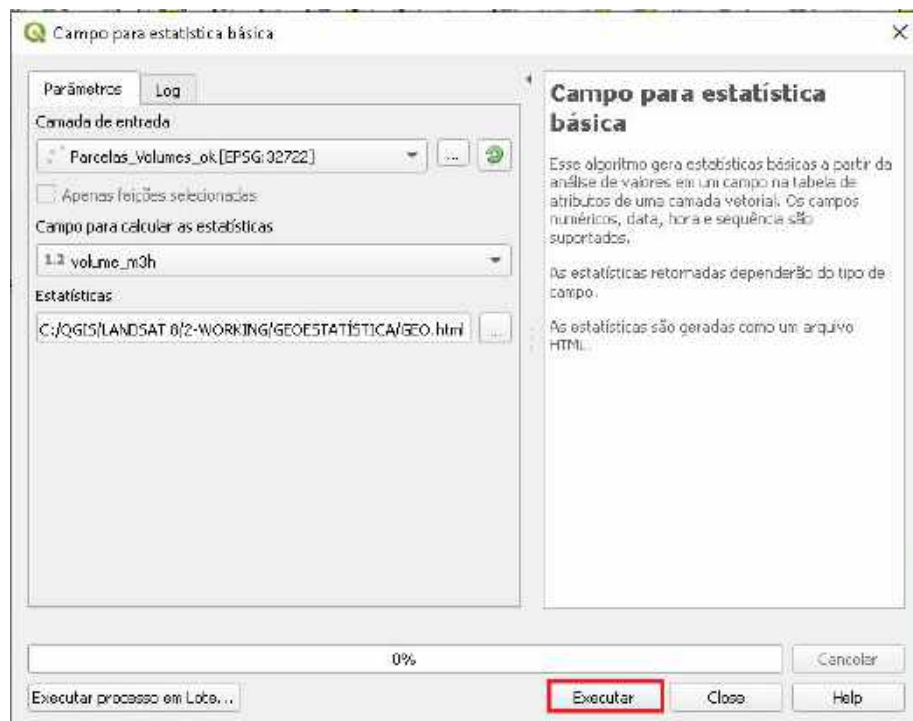 Campo para estatística básica
Parâmetros
Log
Camada de entrada
Parcelas_Volumes_ok [EPSG:32722]
...
Apenas feições selecionadas
Campo para calcular as estatísticas
1.2 volume_m3h
Estatísticas
C:/QGIS/LANDSAT 8/2-WORKING/GEOESTATÍSTICA/GEO.html
...
Campo para estatística
básica
Esse algoritmo gera estatísticas básicas a partir da
análise de valores em um campo na tabela de
atributos de uma camada vetorial. Os campos
numéricos, data, hora e sequência são
suportados.
As estatísticas retornadas dependerão do tipo de
campo.
As estatísticas são geradas como um arquivo
HTML.
0%
Cancelar
Executar processo em Lote...
Executar
Close
Help